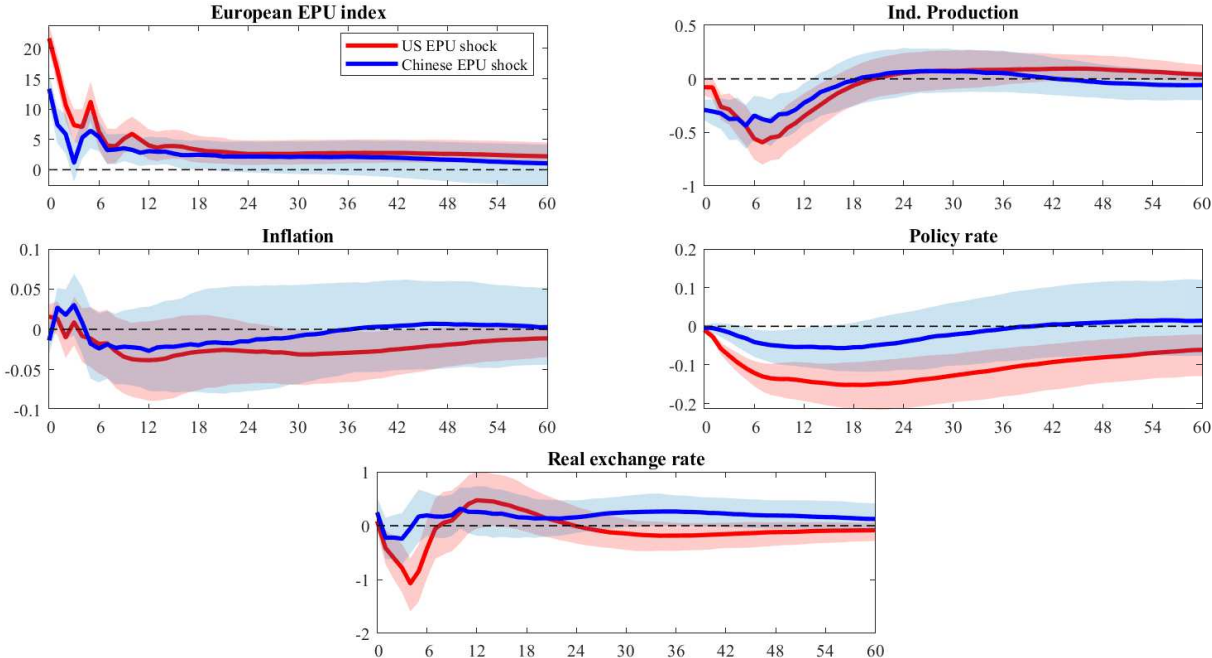 European EPU index
20
15
10
5
0
US EPU shock
Chinese EPU shock
0 6 12 18 24 30 36 42 48 54 60
Ind. Production
0.5
0
-0.5
-1
0 6 12 18 24 30 36 42 48 54 60
Inflation
0.1
0.05
0
-0.05
-0.1
0 6 12 18 24 30 36 42 48 54 60
Policy rate
0.2
0.1
0
-0.1
-0.2
0 6 12 18 24 30 36 42 48 54 60
Real exchange rate
1
0
-1
-2
0 6 12 18 24 30 36 42 48 54 60